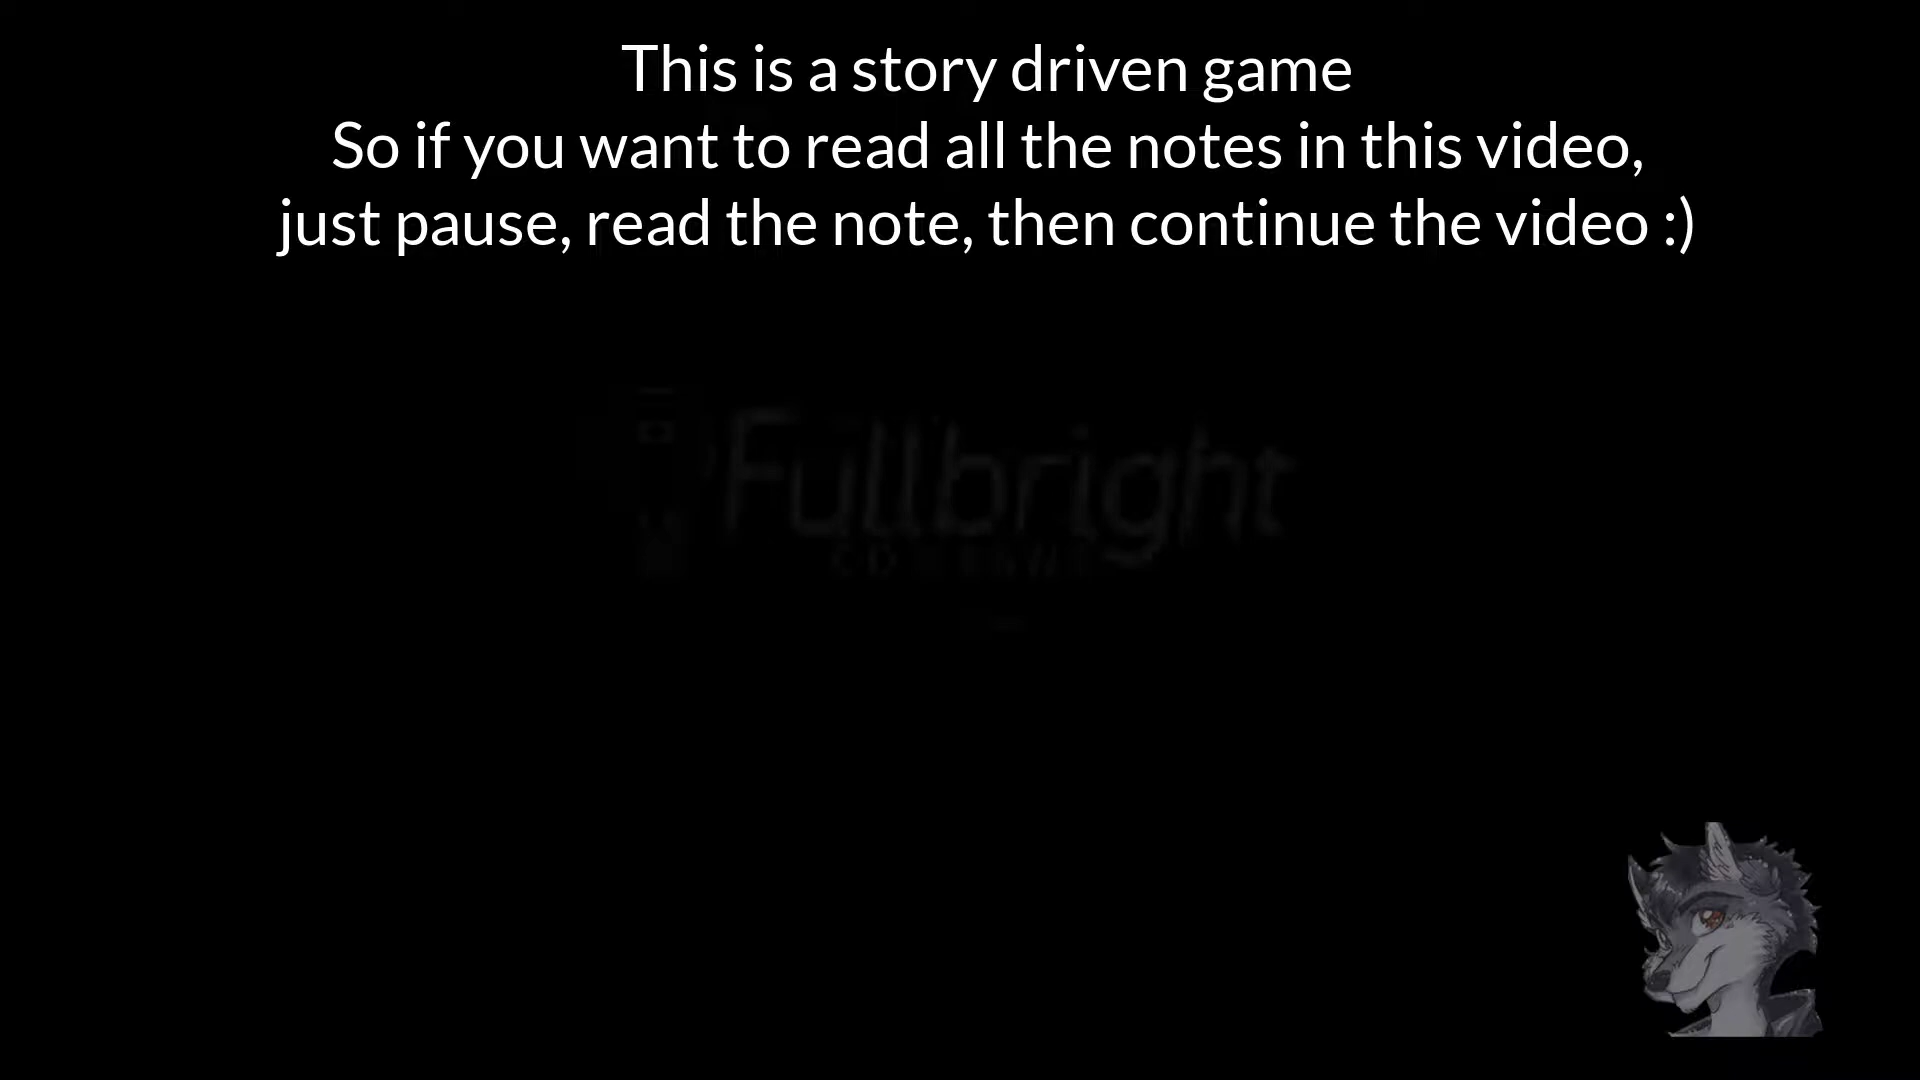 This is a story driven game
So if you want to read all the notes in this video,
just pause, read the note, then continue the video :)
Fullbright